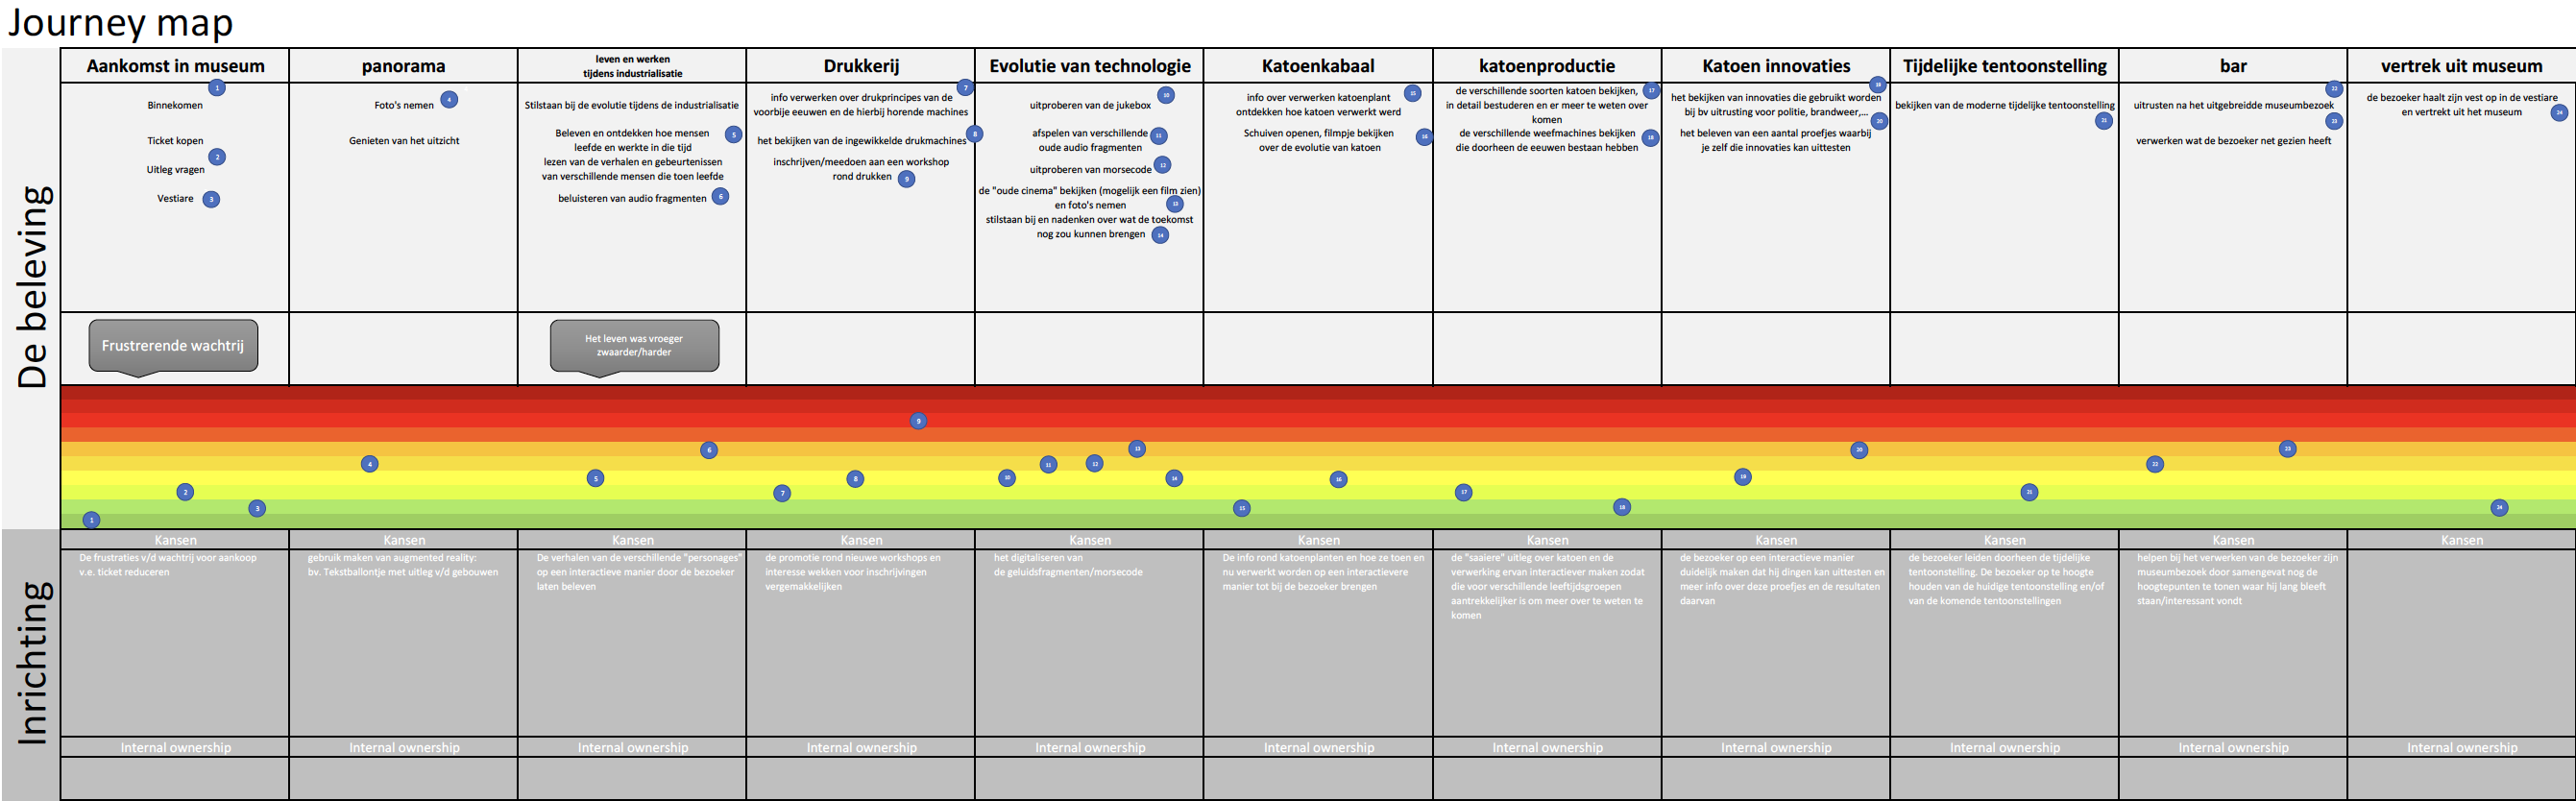 Journey map
De beleving
Aankomst in museum
1
Binnekomen
Ticket kopen
2
Uitleg vragen
Vestiare 3
Frustrerende wachtrij
panorama
Foto's nemen 4
Genieten van het uitzicht
leven en werken
tijdens industrialisatie
Stilstaan bij de evolutie tijdens de industrialisatie
Beleven en ontdekken hoe mensen 5
leefde en werkte in die tijd
lezen van de verhalen en gebeurtenissen
van verschillende mensen die toen leefde
beluisteren van audio fragmenten 6
Het leven was vroeger
zwaarder/harder
Drukkerij
7
info verwerken over drukprincipes van de
voorbije eeuwen en de hierbij horende machines
het bekijken van de ingewikkelde drukmachines 8
inschrijven/meedoen aan een workshop
rond drukken 9
Evolutie van technologie
10
uitproberen van de jukebox
afspelen van verschillende 11
oude audio fragmenten
uitproberen van morsecode 12
de "oude cinema" bekijken (mogelijk een film zien)
en foto's nemen 13
stilstaan bij en nadenken over wat de toekomst
nog zou kunnen brengen 14
Katoenkabaal
info over verwerken katoenplant 15
ontdekken hoe katoen verwerkt werd
Schuiven openen, filmpje bekijken 16
over de evolutie van katoen
katoenproductie
de verschillende soorten katoen bekijken, 17
in detail bestuderen en er meer te weten over
komen
de verschillende weefmachines bekijken 18
die doorheen de eeuwen bestaan hebben
Katoen innovaties
19
het bekijken van innovaties die gebruikt worden
bij bv uitrusting voor politie, brandweer,... 20
het beleven van een aantal proefjes waarbij
je zelf die innovaties kan uittesten
Tijdelijke tentoonstelling
bekijken van de moderne tijdelijke tentoonstelling
21
bar
22
uitrusten na het uitgebreidde museumbezoek
23
verwerken wat de bezoeker net gezien heeft
vertrek uit museum
de bezoeker haalt zijn vest op in de vestiare
en vertrekt uit het museum 24
1
2
3
4
5
6
7
8
9
10
11
12
13
14
15
16
17
18
19
20
21
22
23
24
Inrichting
Kansen
De frustraties v/d wachtrij voor aankoop
v.e. ticket reduceren
Internal ownership
Kansen
gebruik maken van augmented reality:
bv. Tekstballontje met uitleg v/d gebouwen
Internal ownership
Kansen
De verhalen van de verschillende "personages"
op een interactieve manier door de bezoeker
laten beleven
Internal ownership
Kansen
de promotie rond nieuwe workshops en
interesse wekken voor inschrijvingen
vergemakkelijken
Internal ownership
Kansen
het digitaliseren van
de geluidsfragmenten/morsecode
Internal ownership
Kansen
De info rond katoenplanten en hoe ze toen en
nu verwerkt worden op een interactievere
manier tot bij de bezoeker brengen
Internal ownership
Kansen
de "saaiere" uitleg over katoen en de
verwerking ervan interactiever maken zodat
die voor verschillende leeftijdsgroepen
aantrekkelijker is om meer over te weten te
komen
Internal ownership
Kansen
de bezoeker op een interactieve manier
duidelijk maken dat hij dingen kan uittesten en
meer info over deze proefjes en de resultaten
daarvan
Internal ownership
Kansen
de bezoeker leiden doorheen de tijdelijke
tentoonstelling. De bezoeker op te hoogte
houden van de huidige tentoonstelling en/of
van de komende tentoonstellingen
Internal ownership
Kansen
helpen bij het verwerken van de bezoeker zijn
museumbezoek door samengevat nog de
hoogtepunten te tonen waar hij lang bleeft
staan/interessant vondt
Internal ownership
Kansen
Internal ownership